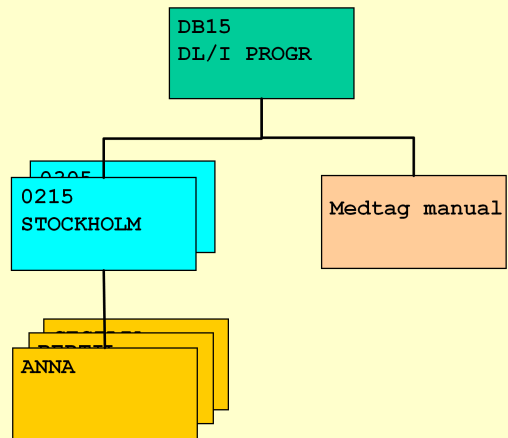 DB15
DL/I PROGR
0215
STOCKHOLM
Medtag manual
ANNA